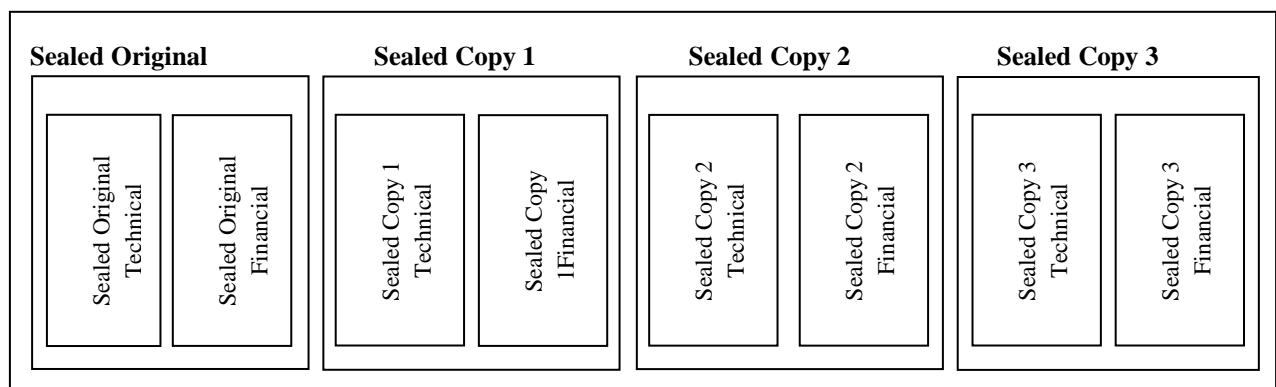 Sealed Original
Sealed Copy 1
Sealed Copy 2
Sealed Copy 3
Sealed Original
Technical
Sealed Original
Financial
Sealed Copy 1
Technical
Sealed Copy
1Financial
Sealed Copy 2
Technical
Sealed Copy 2
Financial
Sealed Copy 3
Technical
Sealed Copy 3
Financial